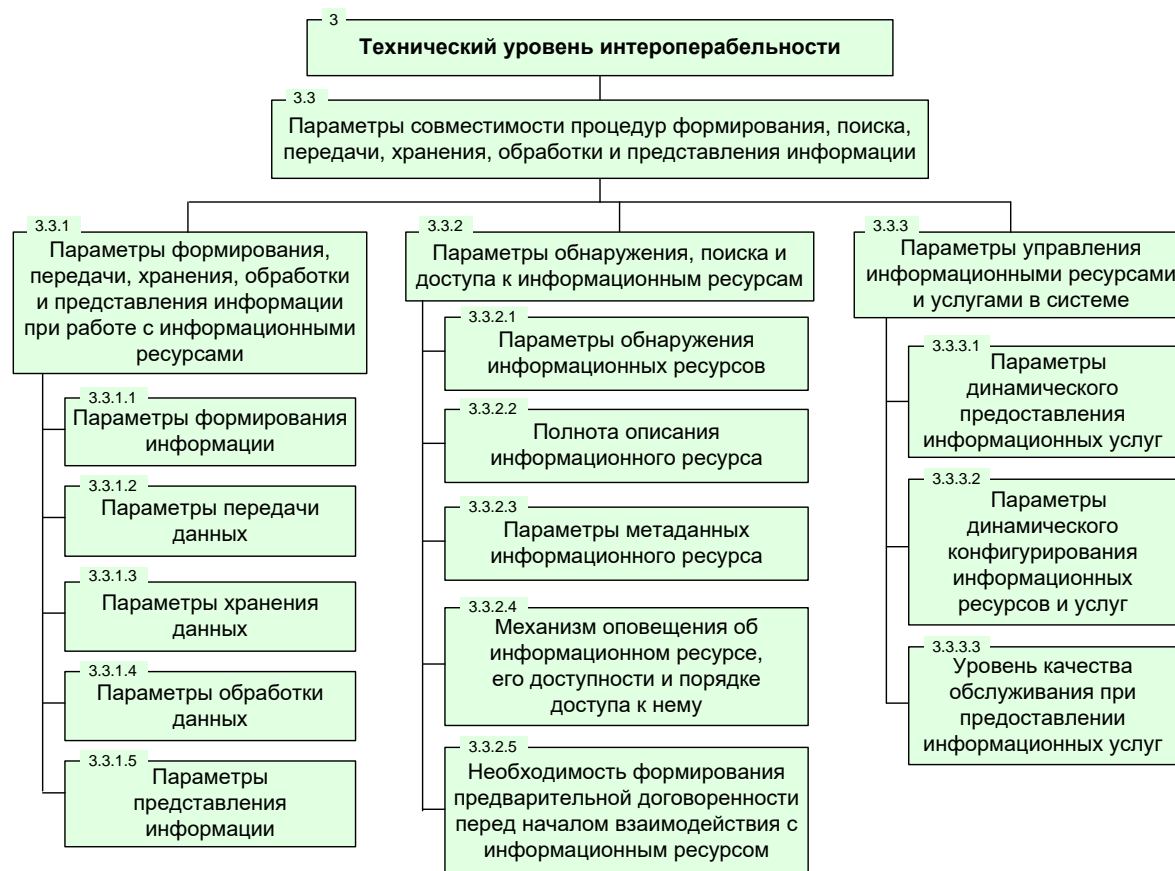 3
Технический уровень интероперабельности
3.3
Параметры совместимости процедур формирования, поиска,
передачи, хранения, обработки и представления информации
3.3.1
Параметры формирования,
передачи, хранения, обработки
и представления информации
при работе с информационными
ресурсами
3.3.1.1
Параметры формирования
информации
3.3.1.2
Параметры передачи
данных
3.3.1.3
Параметры хранения
данных
3.3.1.4
Параметры обработки
данных
3.3.1.5
Параметры
представления
информации
3.3.2
Параметры обнаружения, поиска и
доступа к информационным ресурсам
3.3.2.1
Параметры обнаружения
информационных ресурсов
3.3.2.2
Полнота описания
информационного ресурса
3.3.2.3
Параметры метаданных
информационного ресурса
3.3.2.4
Механизм оповещения об
информационном ресурсе,
его доступности и порядке
доступа к нему
3.3.2.5
Необходимость формирования
предварительной договоренности
перед началом взаимодействия с
информационным ресурсом
3.3.3
Параметры управления
информационными ресурсами
и услугами в системе
3.3.3.1
Параметры
динамического
предоставления
информационных услуг
3.3.3.2
Параметры
динамического
конфигурирования
информационных
ресурсов и услуг
3.3.3.3
Уровень качества
обслуживания при
предоставлении
информационных услуг